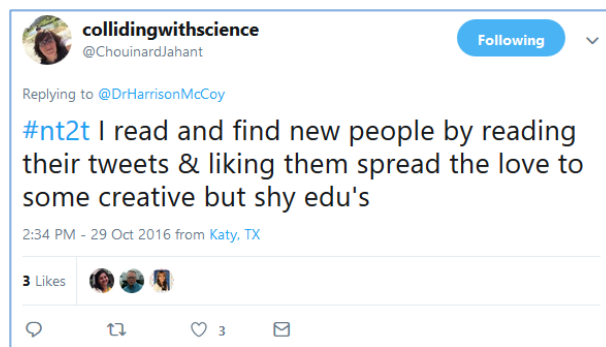 collidingwithscience
@ChouinardJahant
Following
Replying to @DrHarrisonMcCoy
#nt2t I read and find new people by reading
their tweets & liking them spread the love to
some creative but shy edu's
2:34 PM - 29 Oct 2016 from Katy, TX
3 Likes
3